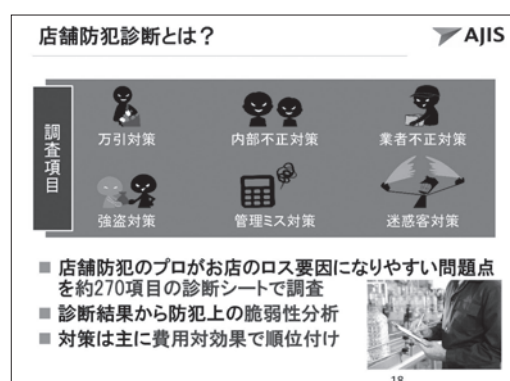 店舗防犯診断とは?
AJIS
調査項目
万引対策
内部不正対策
業者不正対策
強盗対策
管理ミス対策
迷惑客対策
■ 店舗防犯のプロがお店のロス要因になりやすい問題点
を約270項目の診断シートで調査
■ 診断結果から防犯上の脆弱性分析
■ 対策は主に費用対効果で順位付け
18